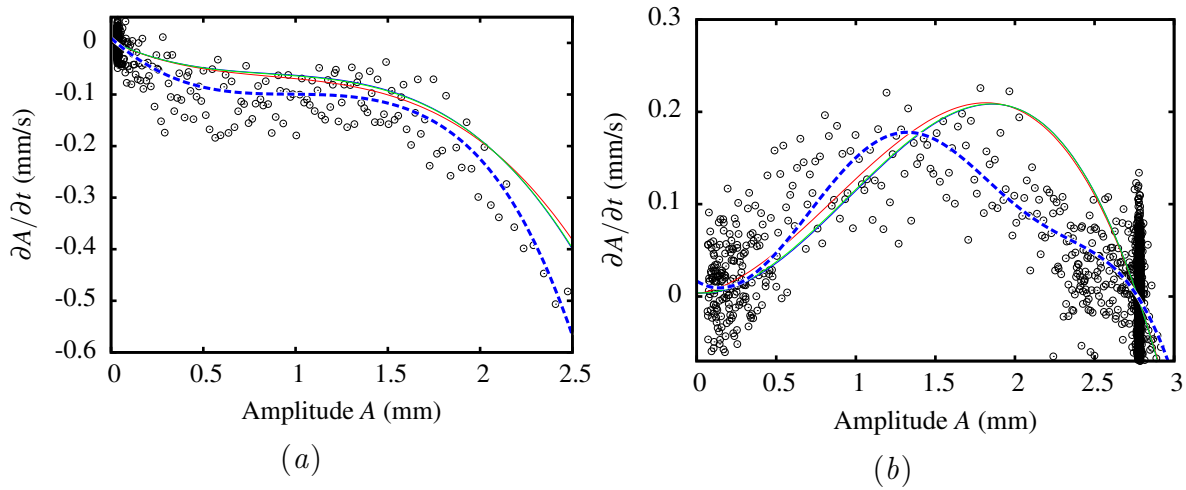 0
-0.1
-0.2
-0.3
-0.4
-0.5
-0.6
∂A/∂t (mm/s)
0 0.5 1 1.5 2 2.5
Amplitude A (mm)
(a)
0.3
0.2
0.1
0
∂A/∂t (mm/s)
0 0.5 1 1.5 2 2.5 3
Amplitude A (mm)
(b)